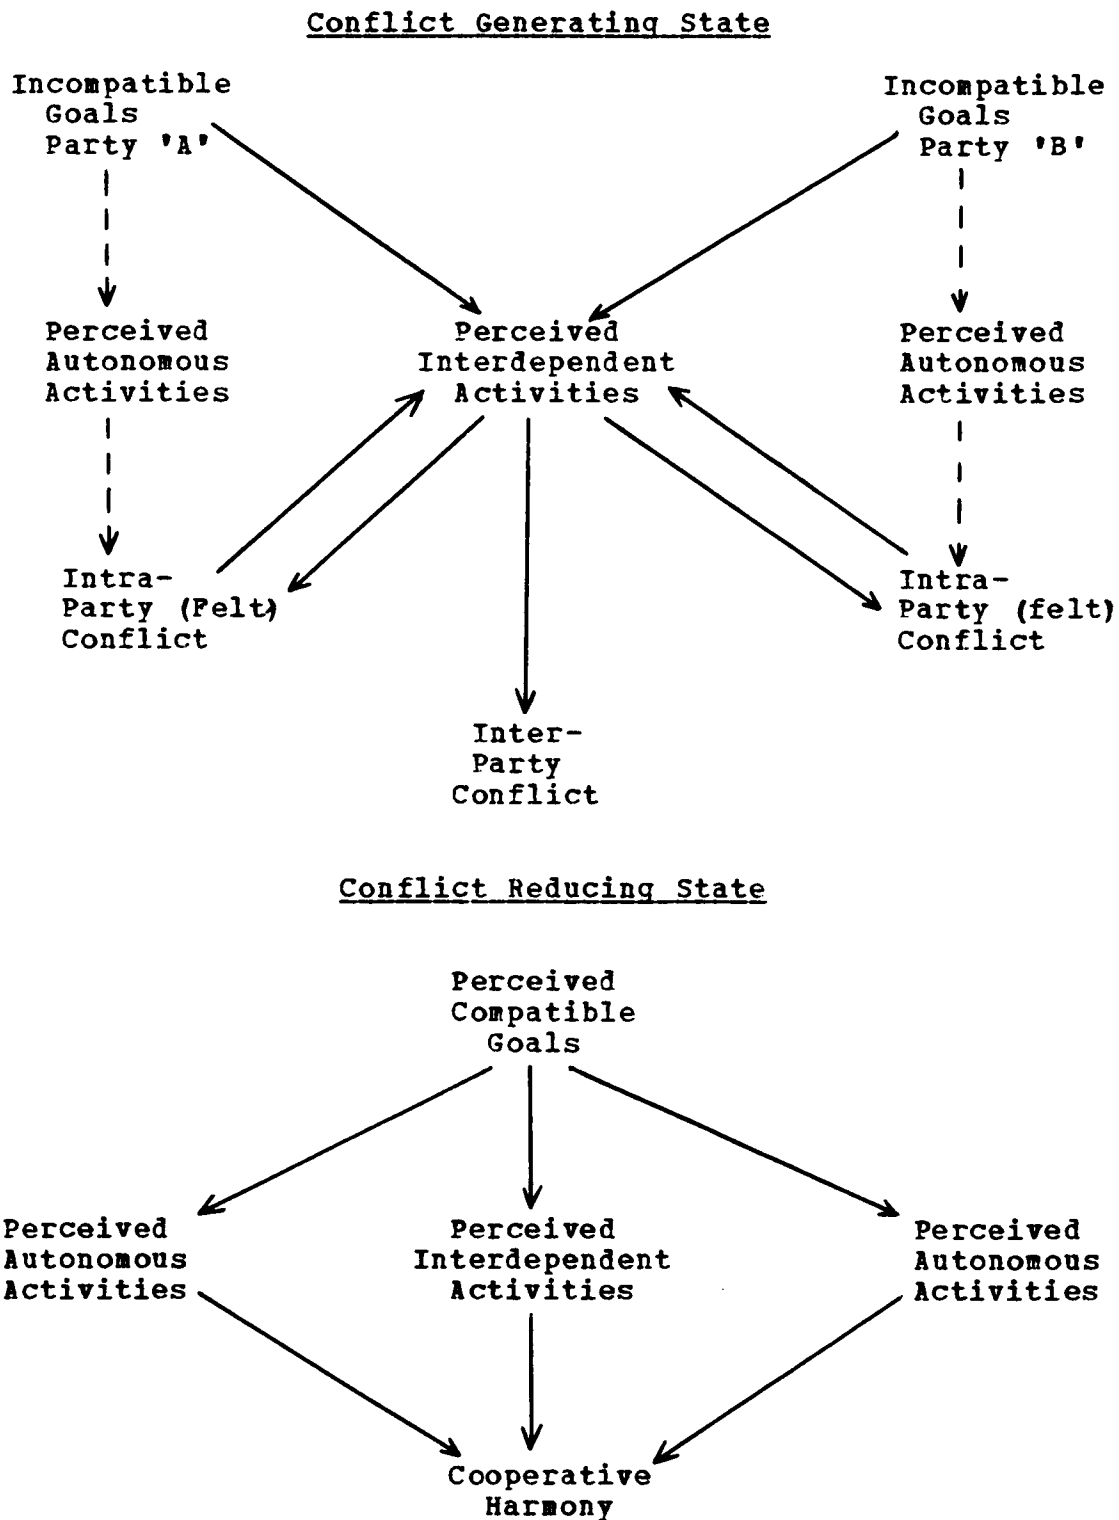 Conflict Generating State
Incompatible
Goals
Party 'A'
Incompatible
Goals
Party 'B'
Perceived
Autonomous
Activities
Perceived
Interdependent
Activities
Perceived
Autonomous
Activities
Intra-
Party (Felt)
Conflict
Intra-
Party (felt)
Conflict
Inter-
Party
Conflict
Conflict Reducing State
Perceived
Compatible
Goals
Perceived
Autonomous
Activities
Perceived
Interdependent
Activities
Perceived
Autonomous
Activities
Cooperative
Harmony